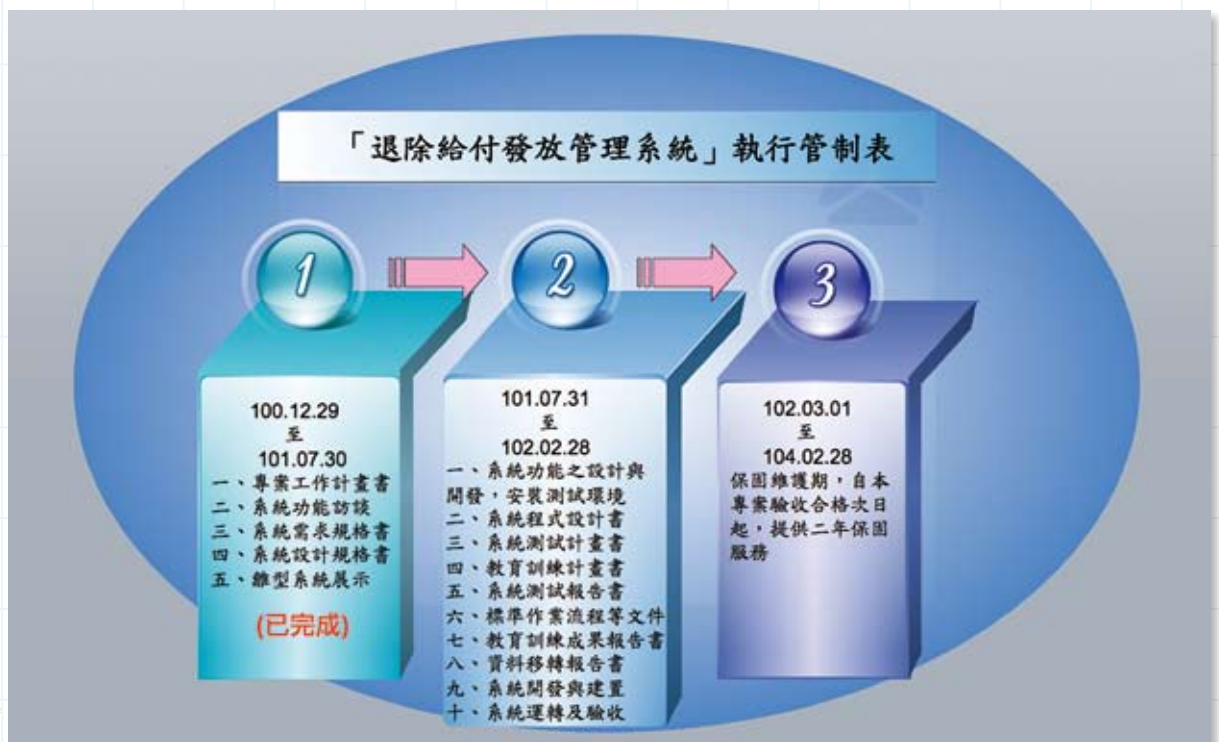 「退除給付發放管理系統」執行管制表
1
2
3
100.12.29
至
101.07.30
一、專案工作計畫書
二、系統功能訪談
三、系統需求規格書
四、系統設計規格書
五、雛型系統展示
(已完成)
101.07.31
至
102.02.28
一、系統功能之設計與
開發，安裝測試環境
二、系統程式設計書
三、系統測試計畫書
四、教育訓練計畫書
五、系統測試報告書
六、標準作業流程等文件
七、教育訓練成果報告書
八、資料移轉報告書
九、系統開發與建置
十、系統運轉及驗收
102.03.01
至
104.02.28
保固維護期，自本
專案驗收合格次日
起，提供二年保固
服務